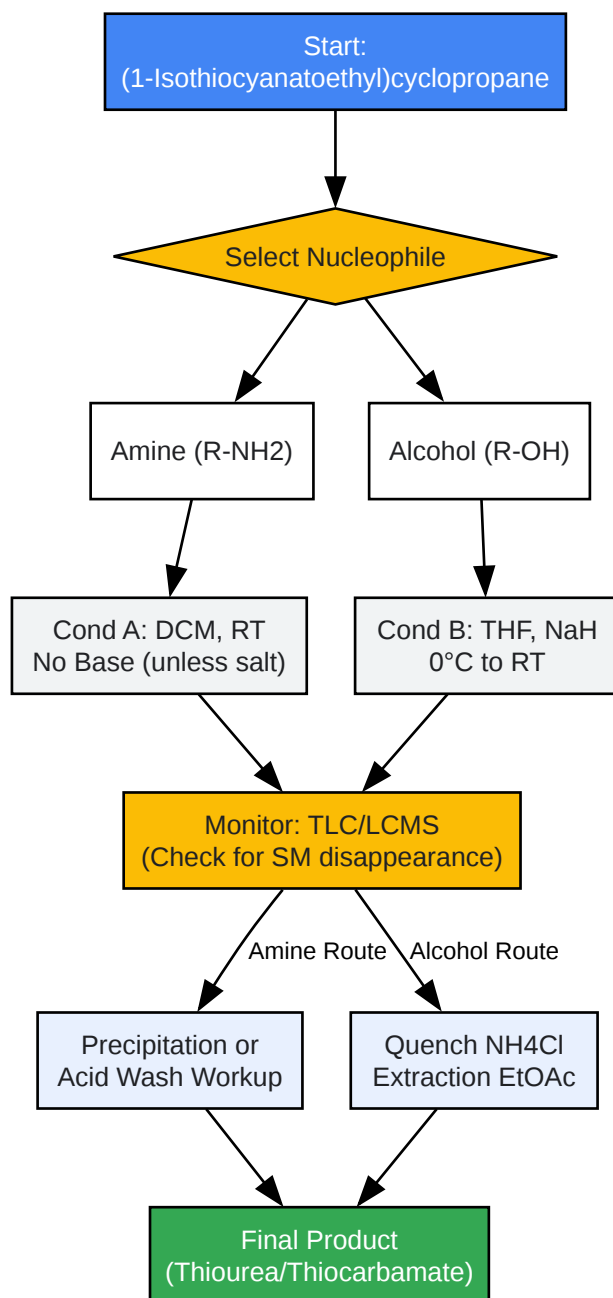 Start:
(1-Isothiocyanatoethyl)cyclopropane
Select Nucleophile
Amine (R-NH2)
Alcohol (R-OH)
Cond A: DCM, RT
No Base (unless salt)
Cond B: THF, NaH
0°C to RT
Monitor: TLC/LCMS
(Check for SM disappearance)
Amine Route
Alcohol Route
Precipitation or
Acid Wash Workup
Quench NH4Cl
Extraction EtOAc
Final Product
(Thiourea/Thiocarbamate)